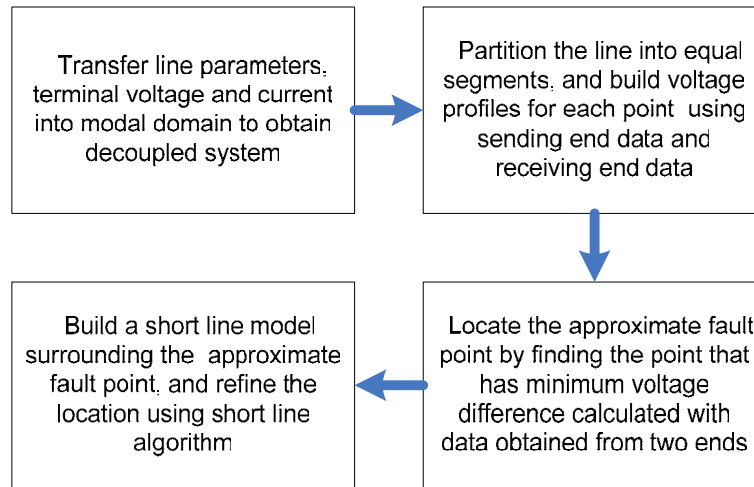 Transfer line parameters,
terminal voltage and current
into modal domain to obtain
decoupled system
Partition the line into equal
segments, and build voltage
profiles for each point using
sending end data and
receiving end data
Locate the approximate fault
point by finding the point that
has minimum voltage
difference calculated with
data obtained from two ends
Build a short line model
surrounding the approximate
fault point, and refine the
location using short line
algorithm